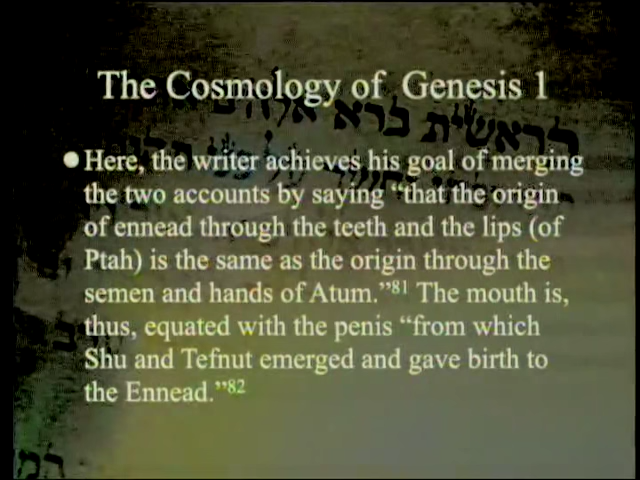 The Cosmology of Genesis 1
בראשית ברא אלהים
● Here, the writer achieves his goal of merging
the two accounts by saying “that the origin
of ennead through the teeth and the lips (of
Ptah) is the same as the origin through the
semen and hands of Atum.”81 The mouth is,
thus, equated with the penis “from which
Shu and Tefnut emerged and gave birth to
the Ennead.”82